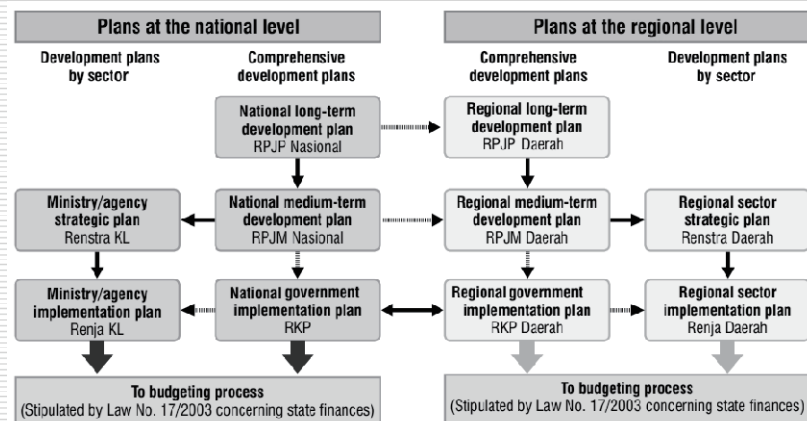 Plans at the national level
Plans at the regional level
Development plans
by sector
Comprehensive
development plans
Comprehensive
development plans
Development plans
by sector
National long-term
development plan
RPJP Nasional
Regional long-term
development plan
RPJP Daerah
Ministry/agency
strategic plan
Renstra KL
National medium-term
development plan
RPJM Nasional
Regional medium-term
development plan
RPJM Daerah
Regional sector
strategic plan
Renstra Daerah
Ministry/agency
implementation plan
Renja KL
National government
implementation plan
RKP
Regional government
implementation plan
RKP Daerah
Regional sector
implementation plan
Renja Daerah
To budgeting process
(Stipulated by Law No. 17/2003 concerning state finances)
To budgeting process
(Stipulated by Law No. 17/2003 concerning state finances)